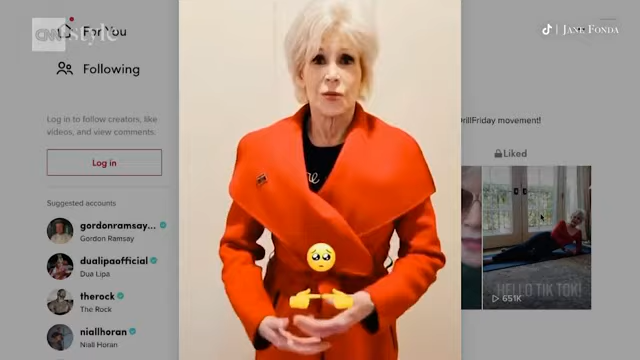 CNN style
For You
Following
Log in to follow creators, like
videos, and view comments.
Log in
Suggested accounts
gordonramsay...
Gordon Ramsay
dualipaofficial
Dua Lipa
therock
The Rock
niallhoran
Niall Horan
JANE FONDA
rillFriday movement!
Liked
HELLO TIK TOK!
651K